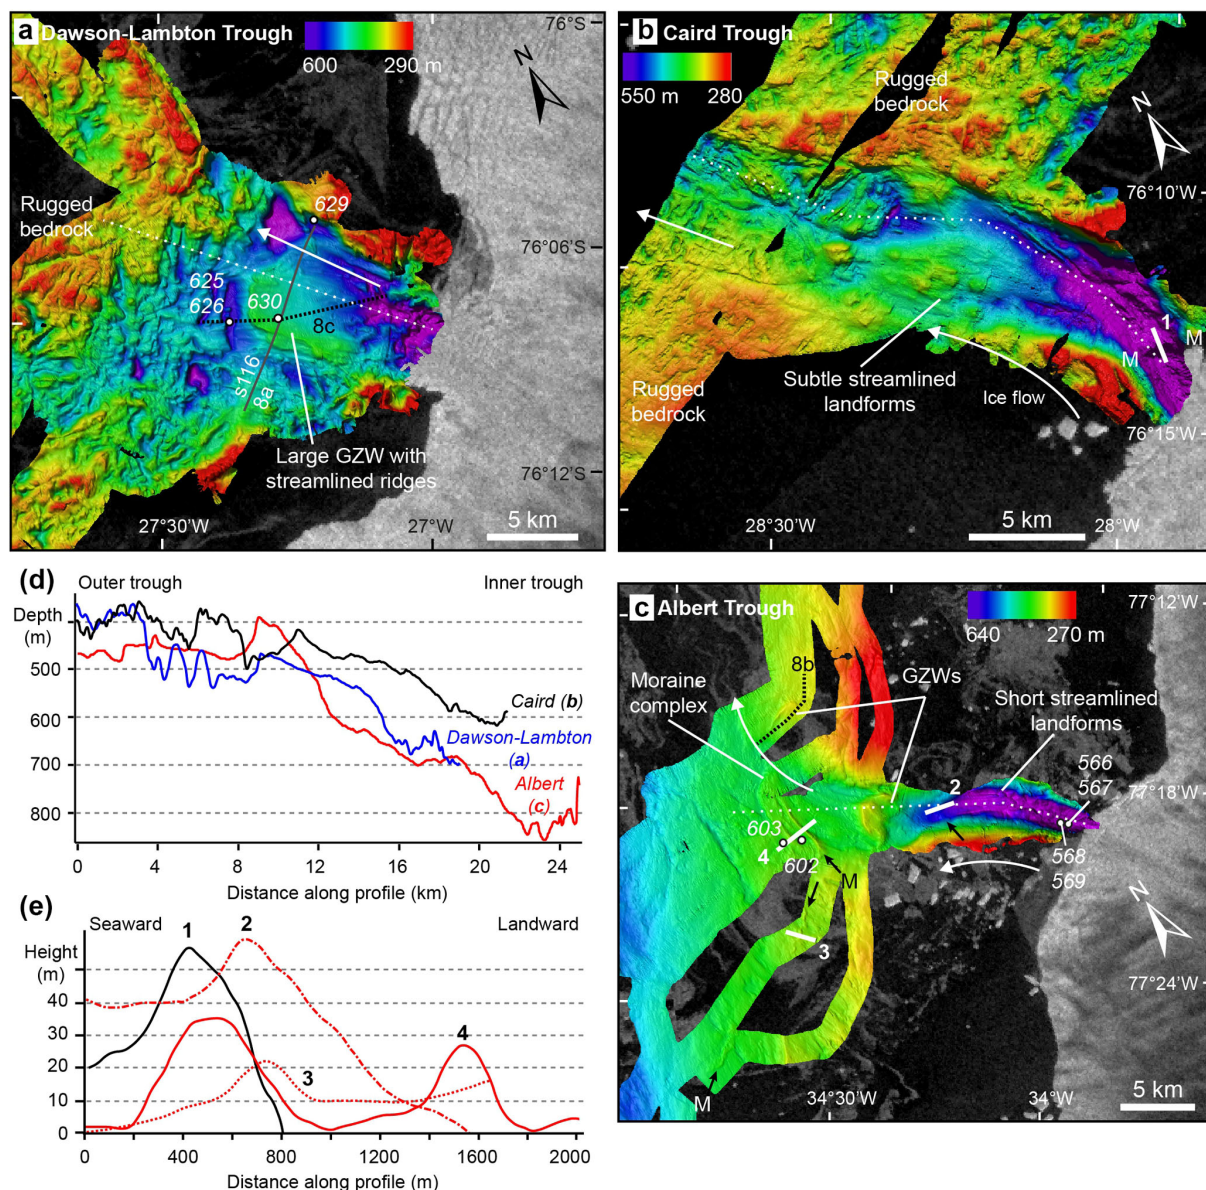 a Dawson-Lambton Trough
600 290 m
N
76°S
Rugged
bedrock
629
76°06'S
625
626
630
8c
s116
8a
Large GZW with
streamlined ridges
76°12'S
27°30'W
27°W
5 km
b Caird Trough
550 m 280
Rugged
bedrock
N
76°10'W
1
M
M
Subtle streamlined
landforms
Ice flow
Rugged
bedrock
76°15'W
5 km
28°30'W
28°W
(d)
Outer trough Inner trough
Depth
(m)
500
600
700
800
Caird (b)
Dawson-Lambton
(a)
Albert
(c)
0 4 8 12 16 20 24
Distance along profile (km)
(e)
Seaward Landward
Height
(m)
40
30
20
10
0
1
2
3
4
0 400 800 1200 1600 2000
Distance along profile (m)
c Albert Trough
640 270 m
77°12'W
8b
GZWs
Moraine
complex
Short streamlined
landforms
566
567
77°18'W
2
603
4
602
568
569
M
3
N
77°24'W
M
34°30'W
34°W
5 km